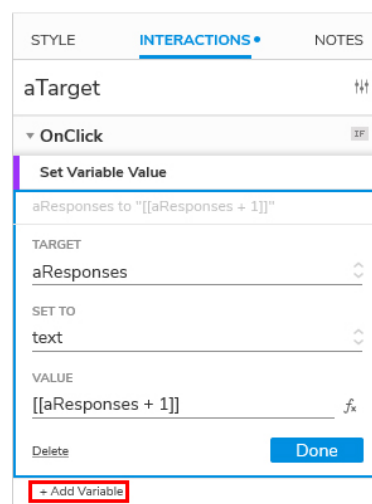 STYLE INTERACTIONS NOTES
aTarget
OnClick IF
Set Variable Value
aResponses to "[[aResponses + 1]]"
TARGET
aResponses
SET TO
text
VALUE
[[aResponses + 1]] fx
Delete Done
+ Add Variable